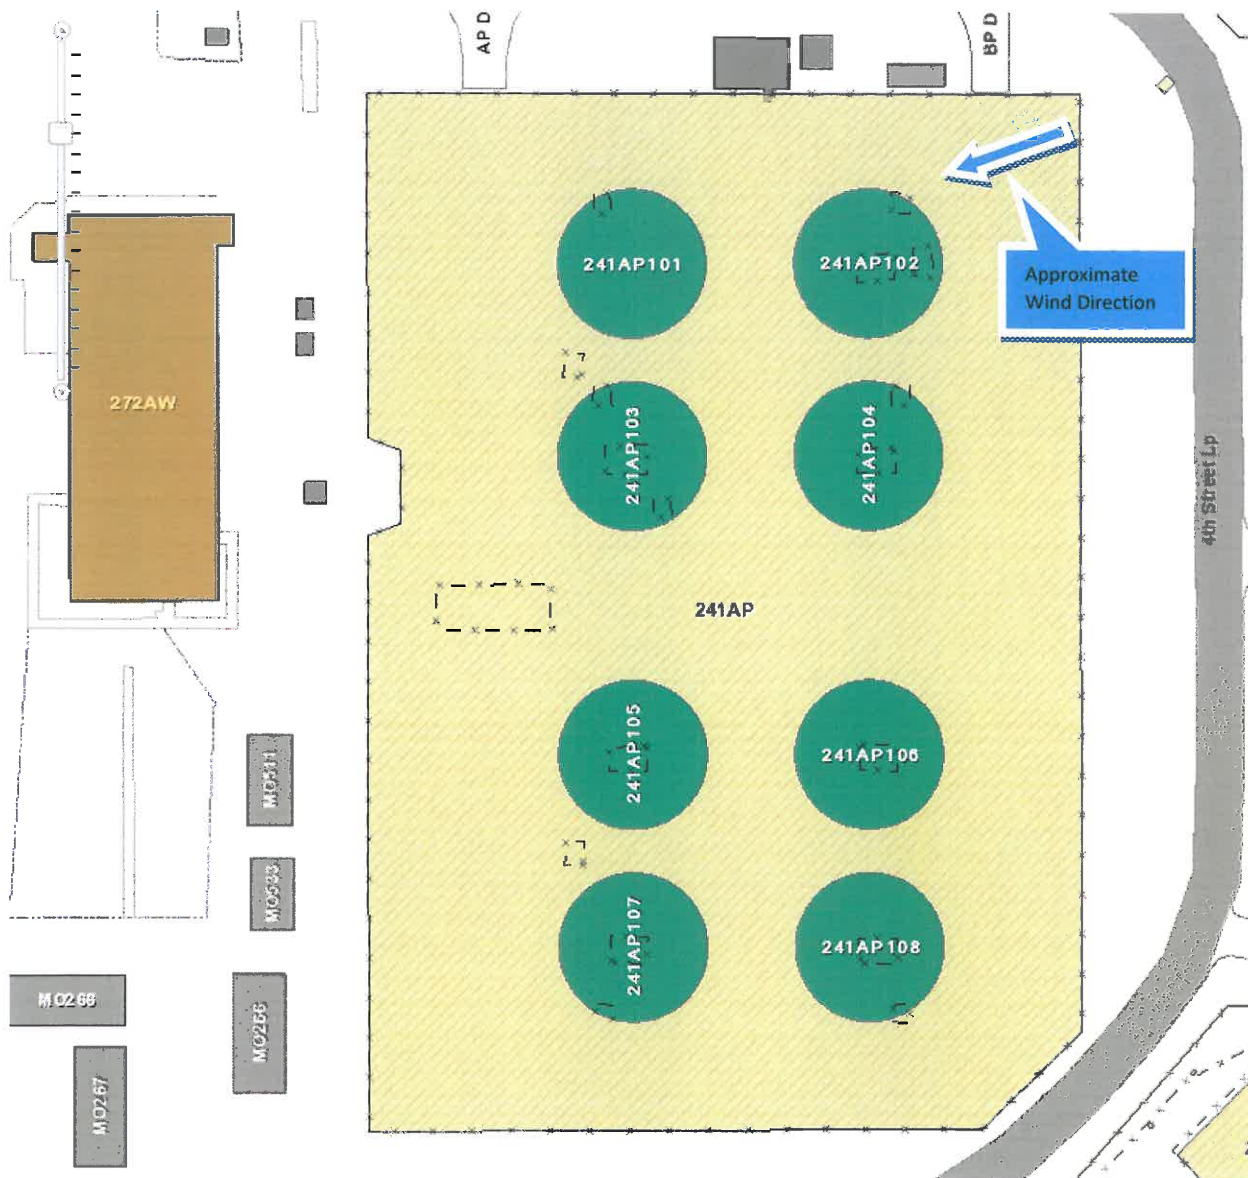 AP D
BP D
241AP101
241AP102
Approximate
Wind Direction
272AW
241AP103
241AP104
4th Street Lp
241AP
241AP105
241AP106
MO511
MO533
241AP107
241AP108
MO266
MO267